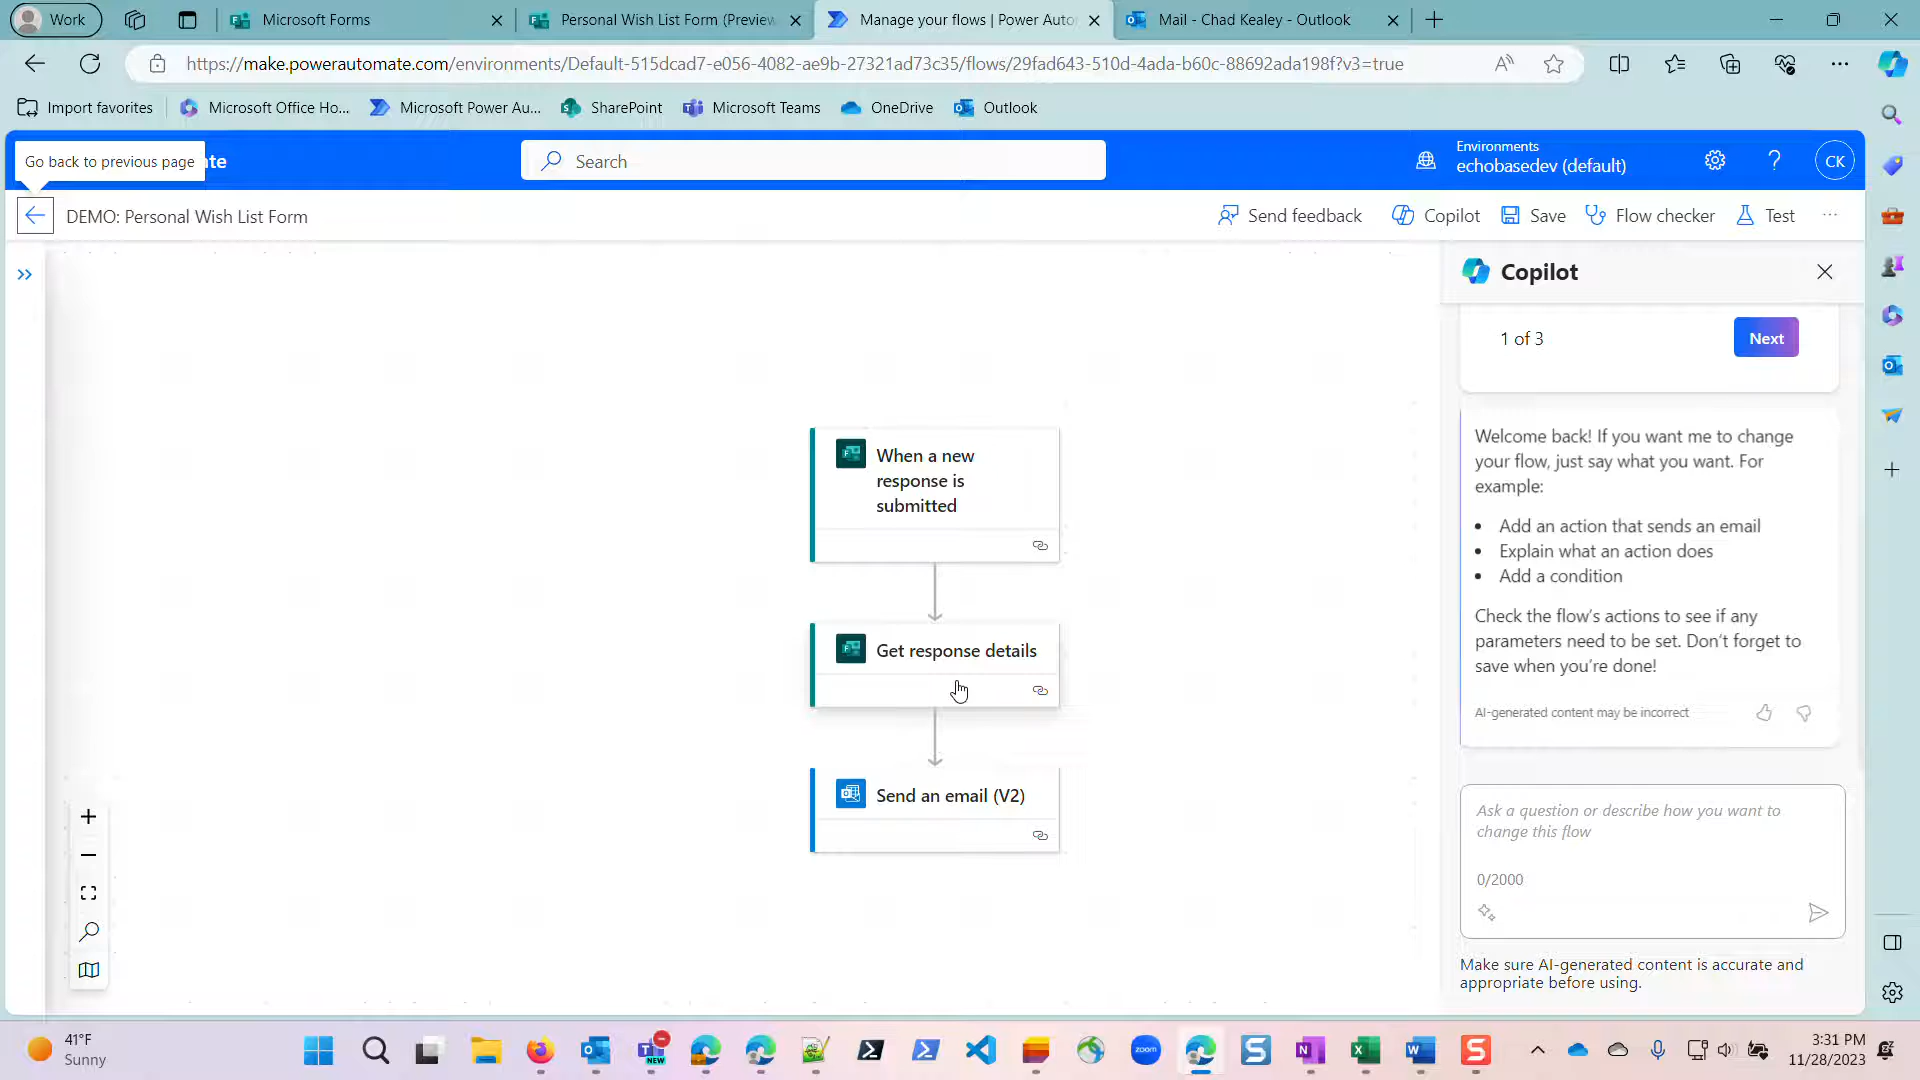 Work
Microsoft Forms
Personal Wish List Form (Preview
Manage your flows | Power Auto
Mail - Chad Kealey - Outlook
https://make.powerautomate.com/environments/Default-515dcad7-e056-4082-ae9b-27321ad73c35/flows/29fad643-510d-4ada-b60c-88692ada198f?v3=true
Import favorites
Microsoft Office Ho...
Microsoft Power Au...
SharePoint
Microsoft Teams
OneDrive
Outlook
Go back to previous page
te
Search
Environments
echobasedev (default)
?
CK
DEMO: Personal Wish List Form
Send feedback
Copilot
Save
Flow checker
Test
Copilot
1 of 3
Next
When a new
response is
submitted
Get response details
Send an email (V2)
Welcome back! If you want me to change
your flow, just say what you want. For
example:
• Add an action that sends an email
• Explain what an action does
• Add a condition
Check the flow's actions to see if any
parameters need to be set. Don't forget to
save when you're done!
AI-generated content may be incorrect
Ask a question or describe how you want to
change this flow
0/2000
Make sure AI-generated content is accurate and
appropriate before using.
41°F
Sunny
NEW
zoom
3:31 PM
11/28/2023